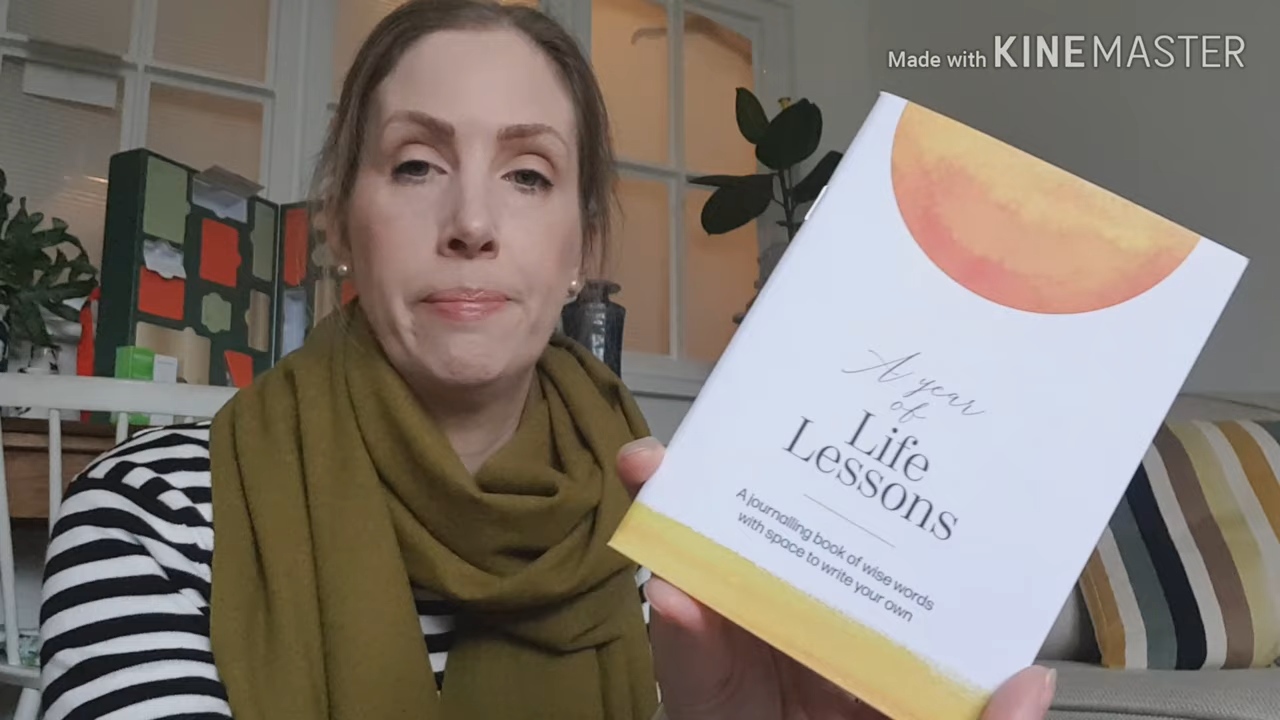 Made with KINEMASTER
A year
of
Life
Lessons
A journalling book of wise words
with space to write your own